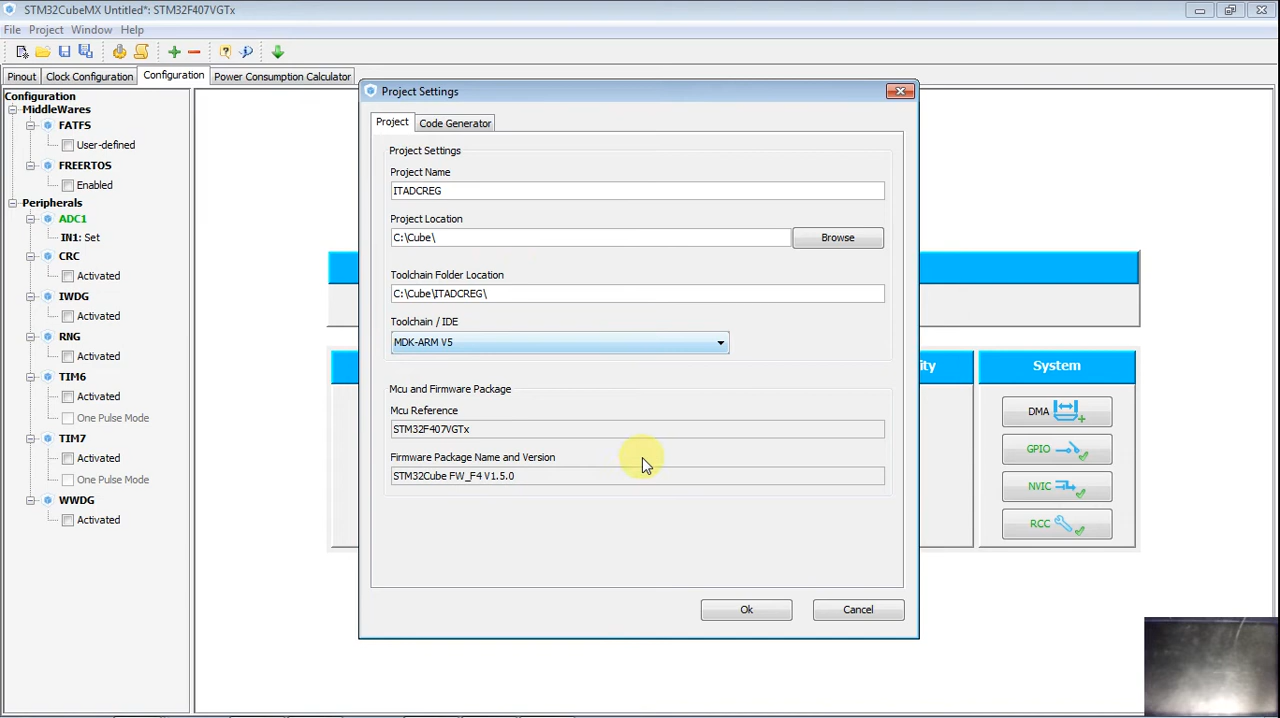 STM32CubeMX Untitled*: STM32F407VGTx
File Project Window Help
Pinout Clock Configuration Configuration Power Consumption Calculator
Configuration
MiddleWares
FATFS
User-defined
FREERTOS
Enabled
Peripherals
ADC1
IN1: Set
CRC
Activated
IWDG
Activated
RNG
Activated
TIM6
Activated
One Pulse Mode
TIM7
Activated
One Pulse Mode
WWDG
Activated
Project Settings
Project Code Generator
Project Settings
Project Name
ITADCREG
Project Location
C:\Cube\
Browse
Toolchain Folder Location
C:\Cube\ITADCREG\
Toolchain / IDE
MDK-ARM V5
Mcu and Firmware Package
Mcu Reference
STM32F407VGTx
Firmware Package Name and Version
STM32Cube FW_F4 V1.5.0
Ok Cancel
ity
System
DMA
GPIO
NVIC
RCC